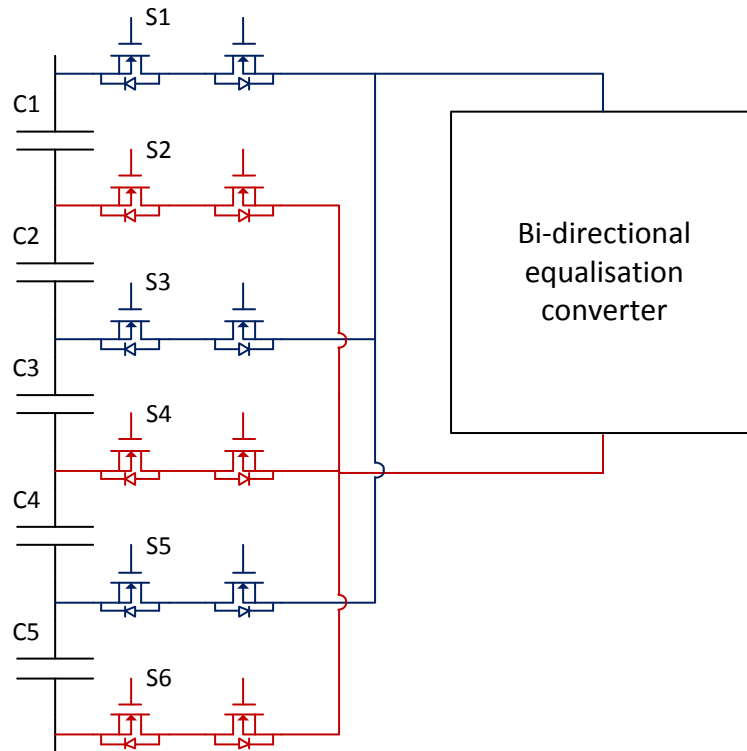 S1
C1
S2
C2
Bi-directional
equalisation
converter
S3
C3
S4
C4
S5
C5
S6